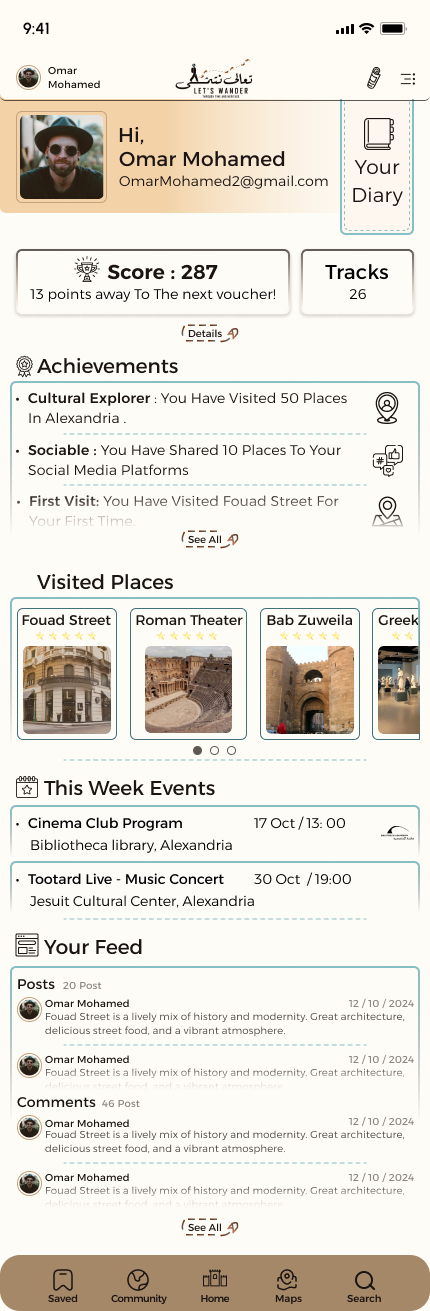 9:41
Omar
Mohamed
تعالى نتمشى
LET'S WANDER
Hi,
Omar Mohamed
OmarMohamed2@gmail.com
Your
Diary
Score : 287
13 points away To The next voucher!
Tracks
26
Details
Achievements
• Cultural Explorer : You Have Visited 50 Places
In Alexandria .
• Sociable : You Have Shared 10 Places To Your
Social Media Platforms
• First Visit: You Have Visited Fouad Street For
Your First Time.
See All
Visited Places
Fouad Street
Roman Theater
Bab Zuweila
Greek
This Week Events
• Cinema Club Program 17 Oct / 13: 00
Bibliotheca library, Alexandria
• Tootard Live - Music Concert 30 Oct / 19:00
Jesuit Cultural Center, Alexandria
Your Feed
Posts 20 Post
Omar Mohamed 12 / 10 / 2024
Fouad Street is a lively mix of history and modernity. Great architecture,
delicious street food, and a vibrant atmosphere.
Omar Mohamed 12 / 10 / 2024
Fouad Street is a lively mix of history and modernity. Great architecture,
delicious street food, and a vibrant atmosphere.
Comments 46 Post
Omar Mohamed 12 / 10 / 2024
Fouad Street is a lively mix of history and modernity. Great architecture,
delicious street food, and a vibrant atmosphere.
Omar Mohamed 12 / 10 / 2024
Fouad Street is a lively mix of history and modernity. Great architecture,
delicious street food, and a vibrant atmosphere.
See All
Saved
Community
Home
Maps
Search